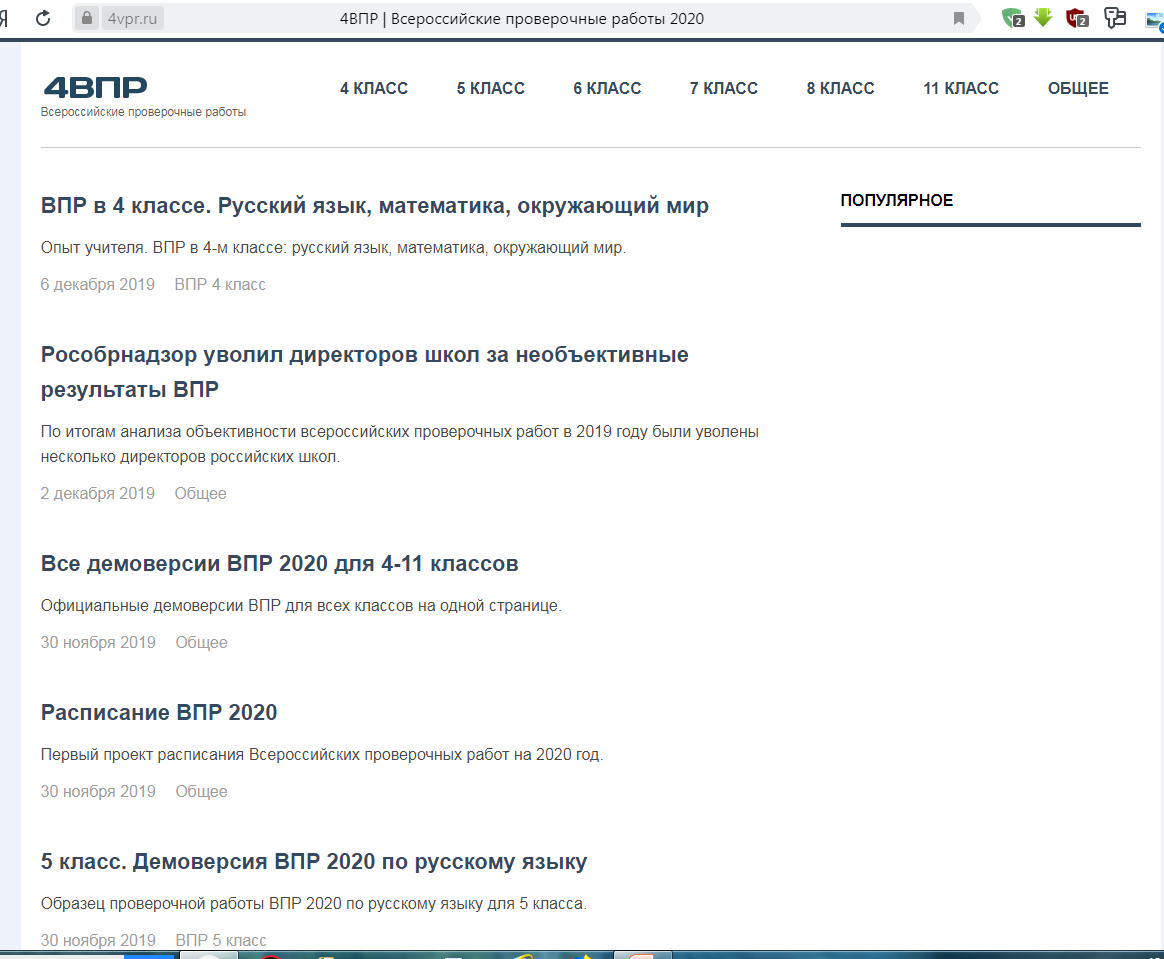 Я
4vpr.ru
4ВПР | Всероссийские проверочные работы 2020
2
2
4ВПР
Всероссийские проверочные работы
4 КЛАСС
5 КЛАСС
6 КЛАСС
7 КЛАСС
8 КЛАСС
11 КЛАСС
ОБЩЕЕ
ВПР в 4 классе. Русский язык, математика, окружающий мир
Опыт учителя. ВПР в 4-м классе: русский язык, математика, окружающий мир.
6 декабря 2019 ВПР 4 класс
Рособрнадзор уволил директоров школ за необъективные
результаты ВПР
По итогам анализа объективности всероссийских проверочных работ в 2019 году были уволены
несколько директоров российских школ.
2 декабря 2019 Общее
Все демоверсии ВПР 2020 для 4-11 классов
Официальные демоверсии ВПР для всех классов на одной странице.
30 ноября 2019 Общее
Расписание ВПР 2020
Первый проект расписания Всероссийских проверочных работ на 2020 год.
30 ноября 2019 Общее
5 класс. Демоверсия ВПР 2020 по русскому языку
Образец проверочной работы ВПР 2020 по русскому языку для 5 класса.
30 ноября 2019 ВПР 5 класс
ПОПУЛЯРНОЕ